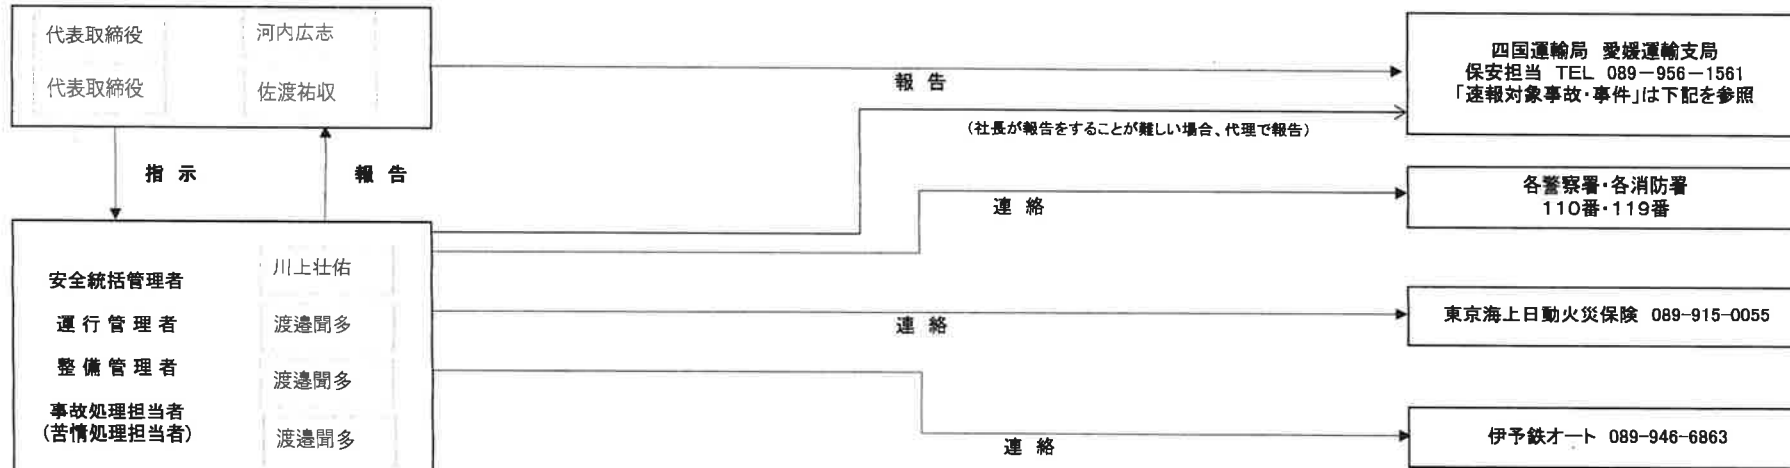 代表取締役 河内広志
代表取締役 佐渡祐収
四国運輸局 愛媛運輸支局
保安担当 TEL 089-956-1561
「速報対象事故・事件」は下記を参照
報 告
(社長が報告をすることが難しい場合、代理で報告)
指 示
報 告
各警察署・各消防署
110番・119番
連 絡
安全統括管理者 川上壮佑
運 行 管 理 者 渡邉聞多
整 備 管 理 者 渡邉聞多
事故処理担当者
(苦情処理担当者) 渡邉聞多
連 絡
東京海上日動火災保険 089-915-0055
連 絡
伊予鉄オート 089-946-6863